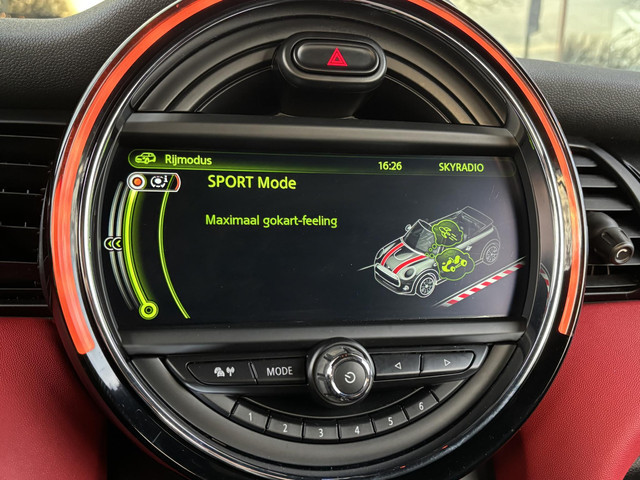 Rijmodus 16:26 SKYRADIO
SPORT Mode
Maximaal gokart-feeling
MODE
1 2 3 4 5 6